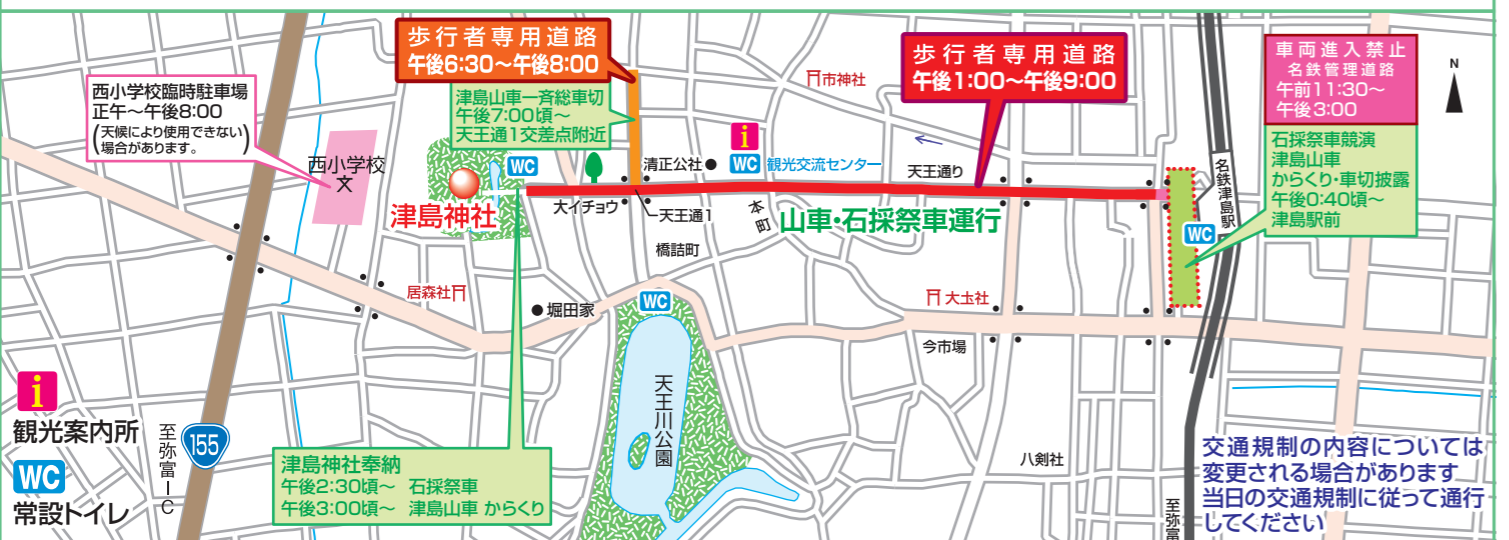 歩行者専用道路
午後6:30～午後8:00
歩行者専用道路
午後1:00～午後9:00
車両進入禁止
名鉄管理道路
午前11:30～
午後3:00
N
西小学校臨時駐車場
正午～午後8:00
(天候により使用できない
場合があります。)
津島山車一斉総車切
午後7:00頃～
天王通1交差点附近
市神社
石採祭車競演
津島山車
からくり・車切披露
午後0:40頃～
津島駅前
i
WC 観光交流センター
清正公社
天王通り
名鉄津島駅
西小学校
文
WC
津島神社
大イチョウ
天王通1
本町
山車・石採祭車運行
WC
橋詰町
居森社
堀田家
WC
大玉社
今市場
天王川公園
八剣社
i
観光案内所
WC
常設トイレ
至弥富IC
155
津島神社奉納
午後2:30頃～ 石採祭車
午後3:00頃～ 津島山車 からくり
至弥富
交通規制の内容については
変更される場合があります
当日の交通規制に従って通行
してください